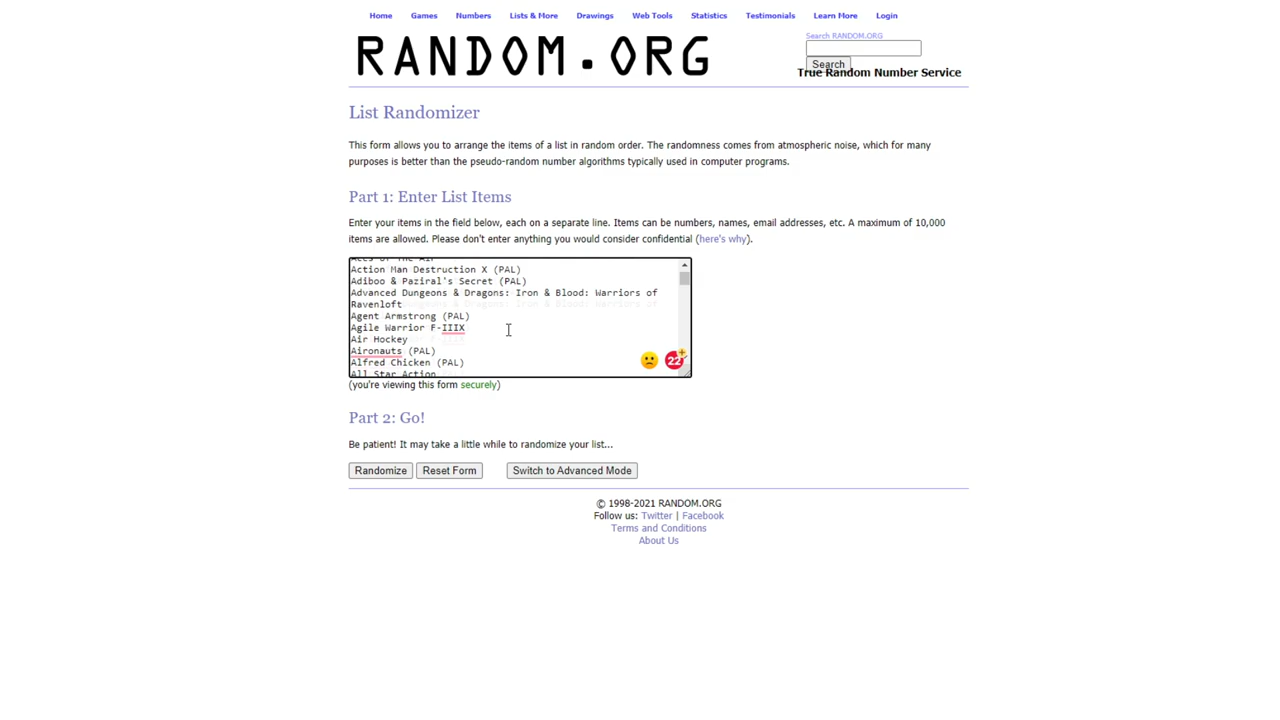 Home Games Numbers Lists & More Drawings Web Tools Statistics Testimonials Learn More Login
RANDOM.ORG
Search RANDOM.ORG
Search
True Random Number Service
List Randomizer
This form allows you to arrange the items of a list in random order. The randomness comes from atmospheric noise, which for many
purposes is better than the pseudo-random number algorithms typically used in computer programs.
Part 1: Enter List Items
Enter your items in the field below, each on a separate line. Items can be numbers, names, email addresses, etc. A maximum of 10,000
items are allowed. Please don't enter anything you would consider confidential (here's why).
Aces of the Air
Action Man Destruction X (PAL)
Adiboo & Paziral's Secret (PAL)
Advanced Dungeons & Dragons: Iron & Blood: Warriors of
Ravenloft
Agent Armstrong (PAL)
Agile Warrior F-IIIX
Air Hockey
Aironauts (PAL)
Alfred Chicken (PAL)
All Star Action
22
(you're viewing this form securely)
Part 2: Go!
Be patient! It may take a little while to randomize your list...
Randomize Reset Form Switch to Advanced Mode
© 1998-2021 RANDOM.ORG
Follow us: Twitter | Facebook
Terms and Conditions
About Us